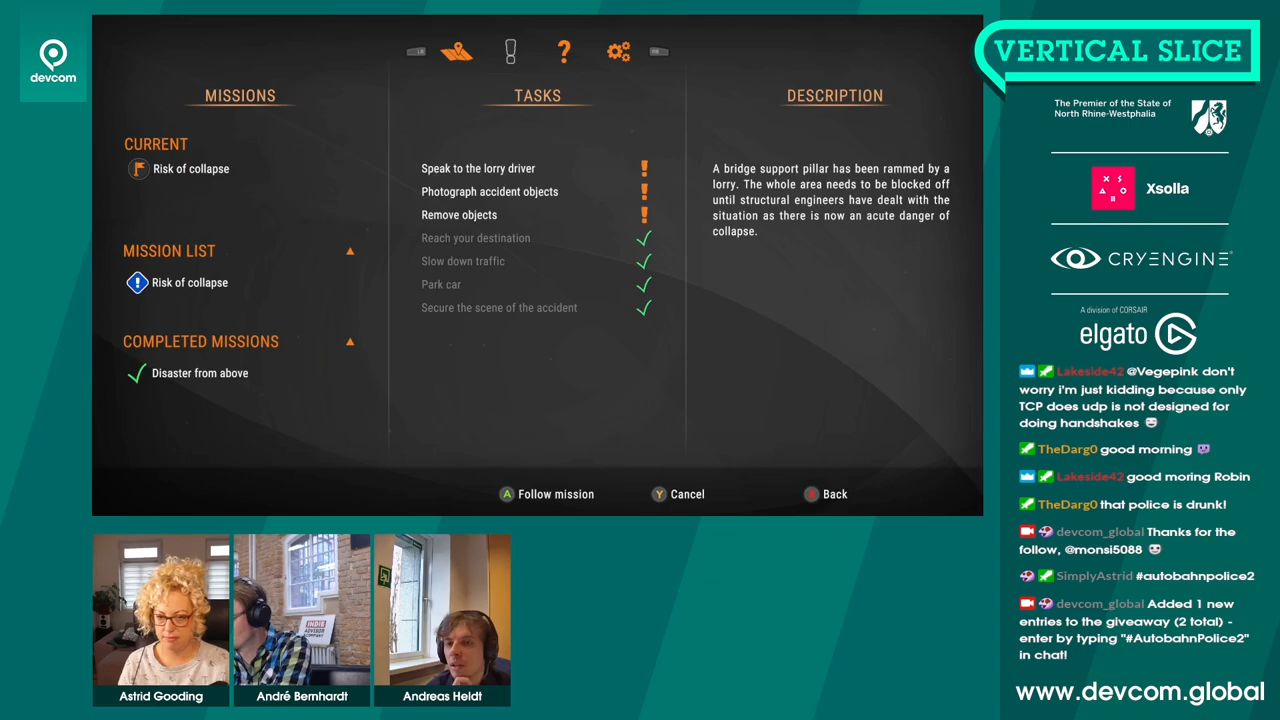 devcom
LB
RB
MISSIONS
TASKS
DESCRIPTION
CURRENT
Risk of collapse
MISSION LIST
Risk of collapse
COMPLETED MISSIONS
Disaster from above
Speak to the lorry driver
Photograph accident objects
Remove objects
Reach your destination
Slow down traffic
Park car
Secure the scene of the accident
A bridge support pillar has been rammed by a
lorry. The whole area needs to be blocked off
until structural engineers have dealt with the
situation as there is now an acute danger of
collapse.
A Follow mission
Y Cancel
Back
VERTICAL SLICE
The Premier of the State of
North Rhine-Westphalia
Xsolla
CRYENGINE®
A division of CORSAIR
elgato
Lakeside42 @Vegepink don't
worry i'm just kidding because only
TCP does udp is not designed for
doing handshakes
TheDarg0 good morning
Lakeside42 good moring Robin
TheDarg0 that police is drunk!
devcom_global Thanks for the
follow, @monsi5088
SimplyAstrid #autobahnpolice2
devcom_global Added 1 new
entries to the giveaway (2 total) -
enter by typing "#AutobahnPolice2"
in chat!
www.devcom.global
INDIE
ADVISOR
COMPANY
Astrid Gooding
André Bernhardt
Andreas Heldt